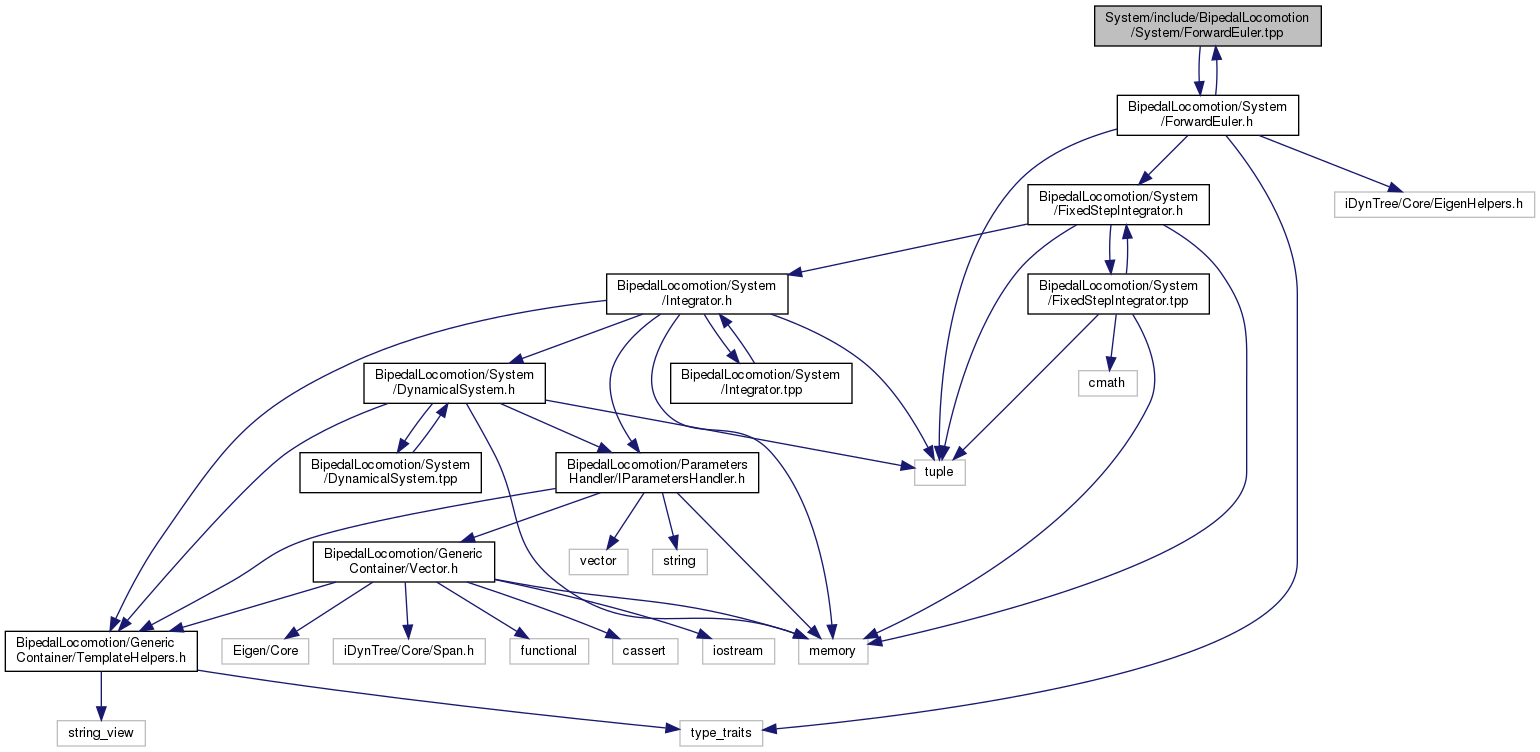 System/include/BipedalLocomotion
/System/ForwardEuler.tpp
BipedalLocomotion/System
/ForwardEuler.h
BipedalLocomotion/System
/FixedStepIntegrator.h
iDynTree/Core/EigenHelpers.h
BipedalLocomotion/System
/Integrator.h
BipedalLocomotion/System
/FixedStepIntegrator.tpp
BipedalLocomotion/System
/DynamicalSystem.h
BipedalLocomotion/System
/Integrator.tpp
cmath
BipedalLocomotion/System
/DynamicalSystem.tpp
BipedalLocomotion/Parameters
Handler/IParametersHandler.h
tuple
BipedalLocomotion/Generic
Container/Vector.h
vector
string
BipedalLocomotion/Generic
Container/TemplateHelpers.h
Eigen/Core
iDynTree/Core/Span.h
functional
cassert
iostream
memory
string_view
type_traits